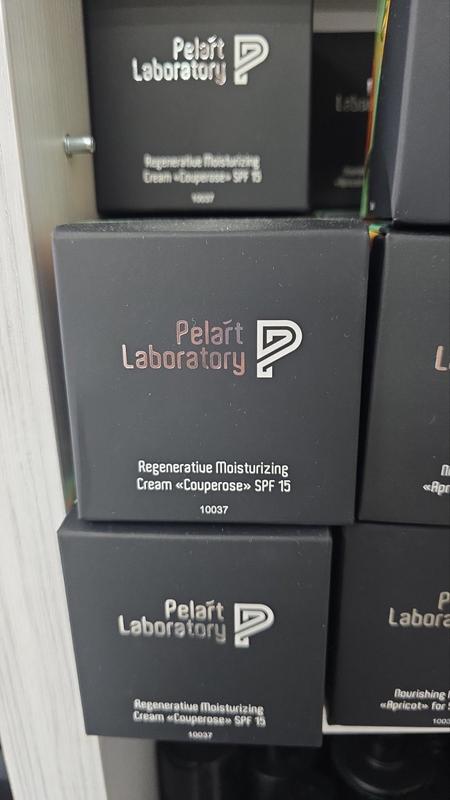 Pelart
Laboratory
Regenerative Moisturizing
Cream «Couperose» SPF 15
10037
Pelart
Laboratory
Regenerative Moisturizing
Cream «Couperose» SPF 15
10037
Pelart
Laboratory
Regenerative Moisturizing
Cream «Couperose» SPF 15
10037
Nourishing
«Apricot» for